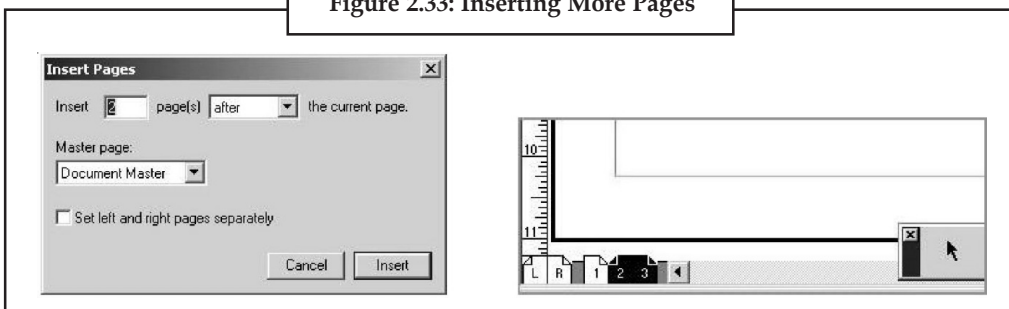 Figure 2.33: Inserting More Pages
Insert Pages
Insert 2 page(s) after the current page.
Master page:
Document Master
Set left and right pages separately
Cancel Insert
10
11
L R 1 2 3